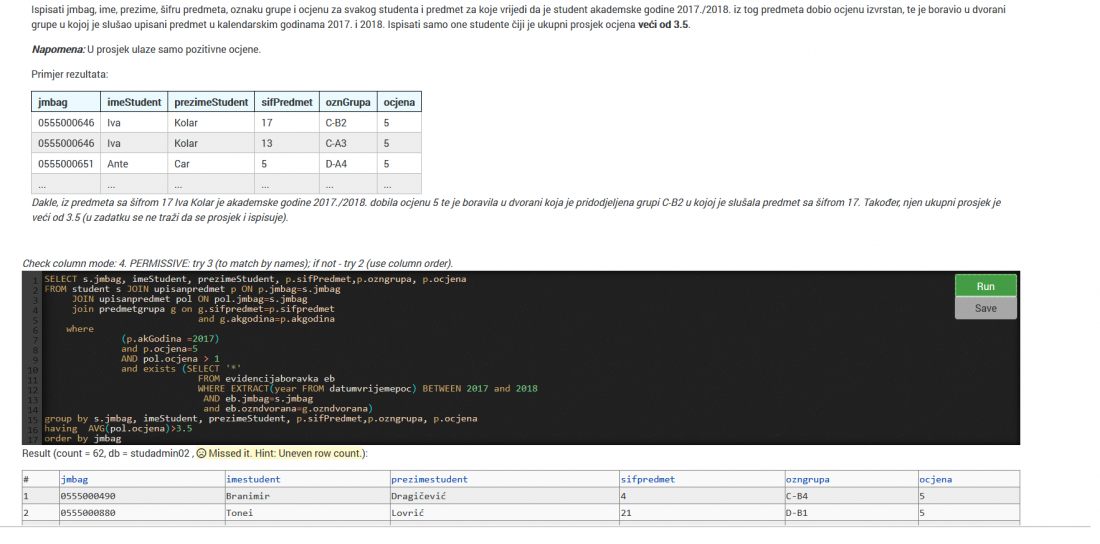 Ispisati jmbag, ime, prezime, šifru predmeta, oznaku grupe i ocjenu za svakog studenta i predmet za koje vrijedi da je student akademske godine 2017./2018. iz tog predmeta dobio ocjenu izvrstan, te je boravio u dvorani
grupe u kojoj je slušao upisani predmet u kalendarskim godinama 2017. i 2018. Ispisati samo one studente čiji je ukupni prosjek ocjena veći od 3.5.
Napomena: U prosjek ulaze samo pozitivne ocjene.
Primjer rezultata:
jmbag imeStudent prezimeStudent sifPredmet oznGrupa ocjena
0555000646 Iva Kolar 17 C-B2 5
0555000646 Iva Kolar 13 C-A3 5
0555000651 Ante Car 5 D-A4 5
... ... ... ... ... ...
Dakle, iz predmeta sa šifrom 17 Iva Kolar je akademske godine 2017./2018. dobila ocjenu 5 te je boravila u dvorani koja je pridodjeljena grupi C-B2 u kojoj je slušala predmet sa šifrom 17. Također, njen ukupni prosjek je
veći od 3.5 (u zadatku se ne traži da se prosjek i ispisuje).
Check column mode: 4. PERMISSIVE: try 3 (to match by names); if not - try 2 (use column order).
1 SELECT s.jmbag, imeStudent, prezimeStudent, p.sifPredmet,p.ozngrupa, p.ocjena
2 FROM student s JOIN upisanpredmet p ON p.jmbag=s.jmbag
3 JOIN upisanpredmet pol ON pol.jmbag=s.jmbag
4 join predmetgrupa g on g.sifpredmet=p.sifpredmet
5 and g.akgodina=p.akgodina
6 where
7 (p.akGodina =2017)
8 and p.ocjena=5
9 AND pol.ocjena > 1
10 and exists (SELECT '*'
11 FROM evidencijaboravka eb
12 WHERE EXTRACT(year FROM datumvrijemepoc) BETWEEN 2017 and 2018
13 AND eb.jmbag=s.jmbag
14 and eb.ozndvorana=g.ozndvorana)
15 group by s.jmbag, imeStudent, prezimeStudent, p.sifPredmet,p.ozngrupa, p.ocjena
16 having AVG(pol.ocjena)>3.5
17 order by jmbag
Run
Save
Result (count = 62, db = studadmin02 , Missed it. Hint: Uneven row count.):
# jmbag imestudent prezimestudent sifpredmet ozngrupa ocjena
1 0555000490 Branimir Dragičević 4 C-B4 5
2 0555000880 Tonei Lovrić 21 D-B1 5